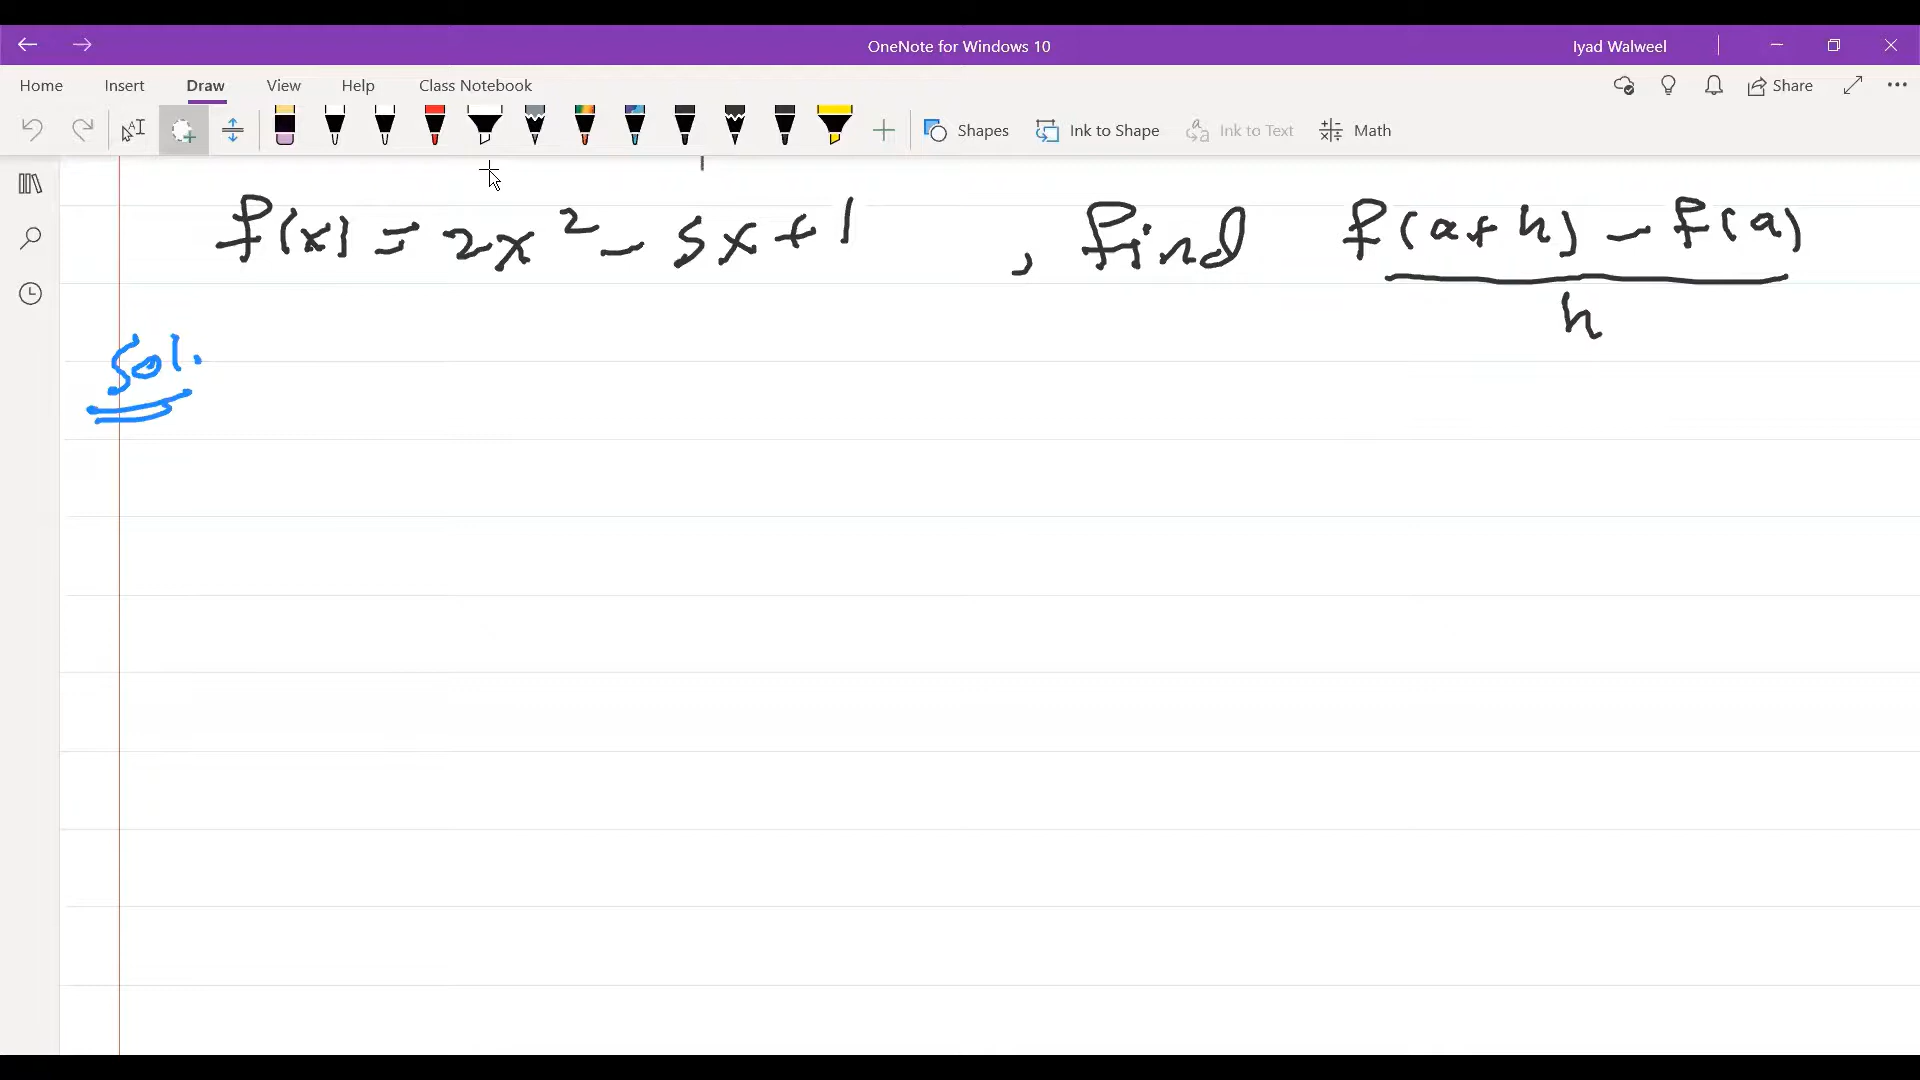 OneNote for Windows 10 Iyad Walweel
Home Insert Draw View Help Class Notebook Share
Shapes Ink to Shape Ink to Text Math
f(x) = 2x² - 5x + 1 , find f(a+h) - f(a)
h
Sol.